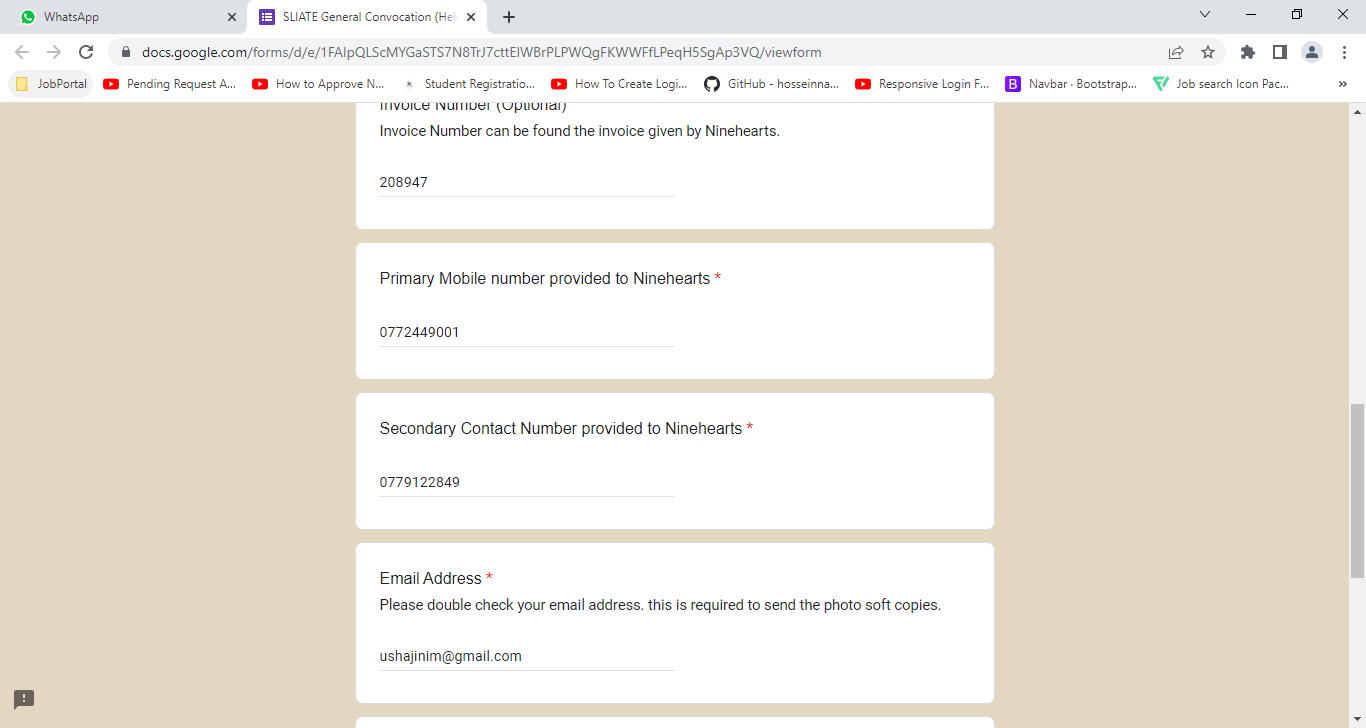 WhatsApp
SLIATE General Convocation (Hel
docs.google.com/forms/d/e/1FAIpQLScMYGaSTS7N8TrJ7cttEIWBrPLPWQgFKWWFfLPeqH5SgAp3VQ/viewform
JobPortal
Pending Request A...
How to Approve N...
Student Registratio...
How To Create Logi...
GitHub - hosseinna...
Responsive Login F...
Navbar · Bootstrap...
Job search Icon Pac...
»
Invoice Number (Optional)
Invoice Number can be found the invoice given by Ninehearts.
208947
Primary Mobile number provided to Ninehearts *
0772449001
Secondary Contact Number provided to Ninehearts *
0779122849
Email Address *
Please double check your email address. this is required to send the photo soft copies.
ushajinim@gmail.com